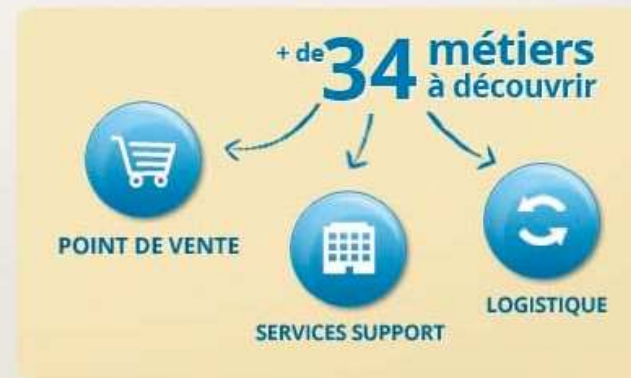 + de 34 métiers
à découvrir
POINT DE VENTE
SERVICES SUPPORT
LOGISTIQUE